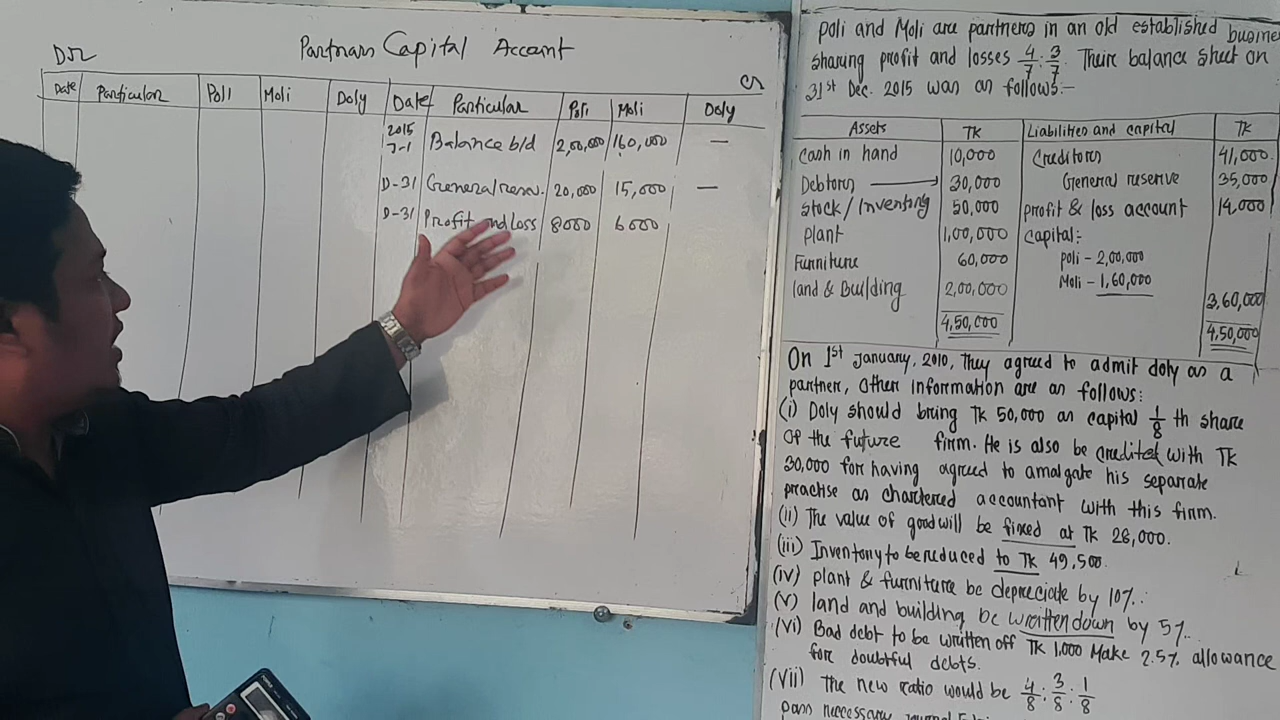 Partners Capital Account
Dr
Cr
Date Particular Poli Moli Doly Date Particular Poli Moli Doly
2015
J-1 Balance b/d 2,00,000 160,000 —
D-31 General reser. 20,000 15,000 —
D-31 Profit and Loss 8000 6000
Poli and Moli are partners in an old established busine
sharing profit and losses 4/7 : 3/7. Their balance sheet on
31st Dec. 2015 was as follows:-
Assets TK Liabilities and capital TK
Cash in hand 10,000 Creditors 41,000
Debtors 30,000 General reserve 35,000
Stock/Inventory 50,000 profit & loss account 14,000
Plant 1,00,000 Capital:
Furniture 60,000 Poli - 2,00,000
land & Building 2,00,000 Moli - 1,60,000
3,60,000
4,50,000 4,50,000
On 1st January, 2010, They agreed to admit doly as a
partner, Other information are as follows:
(i) Doly should bring TK 50,000 as capital 1/8 th share
of the future firm. He is also be credited with TK
30,000 for having agreed to amalgate his separate
practise as chartered accountant with this firm.
(ii) The value of goodwill be fixed at TK 28,000.
(iii) Inventory to be reduced to TK 49,500.
(iv) plant & furniture be depreciate by 10%.
(v) land and building be written down by 5%.
(vi) Bad debt to be written off TK 1,000 Make 2.5% allowance
for doubtful debts.
(vii) The new ratio would be 4/8 : 3/8 : 1/8
pass necessary journal